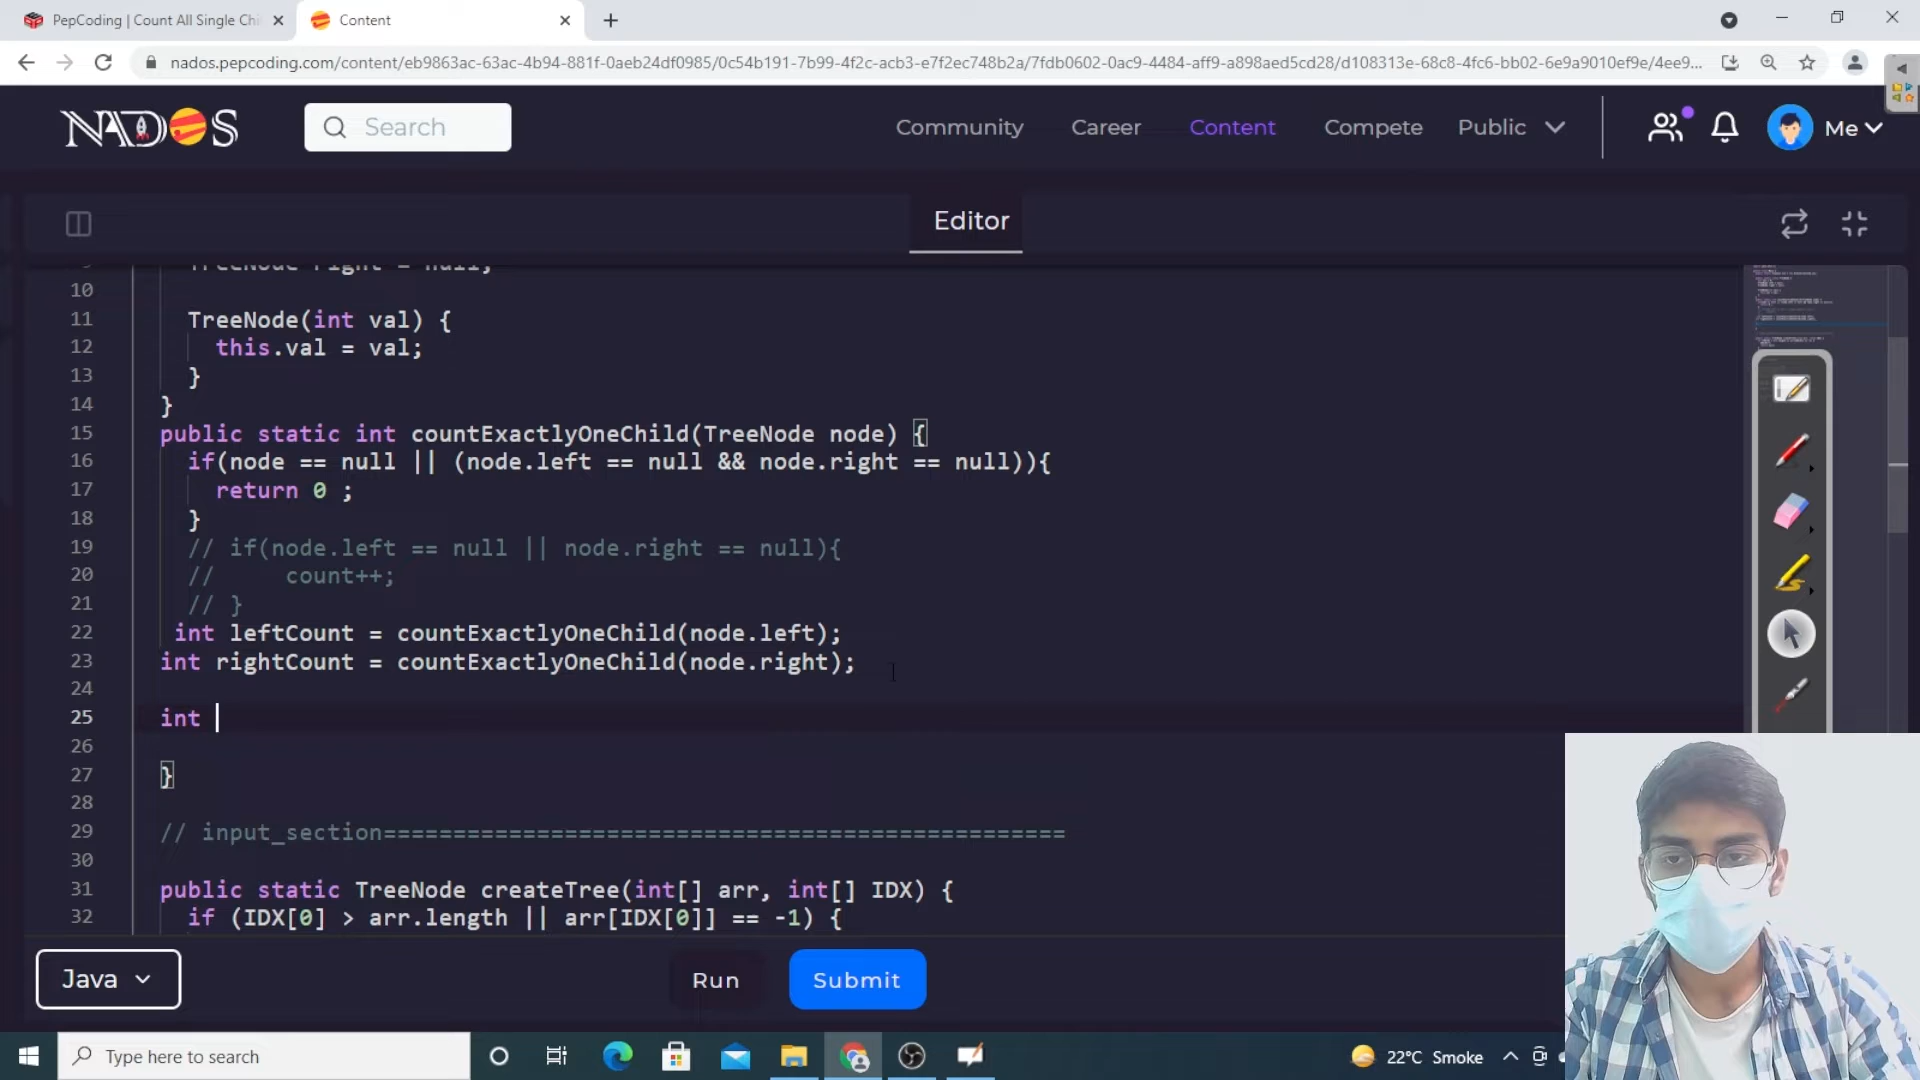 PepCoding | Count All Single Chi
Content
nados.pepcoding.com/content/eb9863ac-63ac-4b94-881f-0aeb24df0985/0c54b191-7b99-4f2c-acb3-e7f2ec748b2a/7fdb0602-0ac9-4484-aff9-a898aed5cd28/d108313e-68c8-4fc6-bb02-6e9a9010ef9e/4ee9...
NADOS
Search
Community
Career
Content
Compete
Public
Me
Editor
TreeNode right = null;
10
11 TreeNode(int val) {
12 this.val = val;
13 }
14 }
15 public static int countExactlyOneChild(TreeNode node) {
16 if(node == null || (node.left == null && node.right == null)){
17 return 0 ;
18 }
19 // if(node.left == null || node.right == null){
20 // count++;
21 // }
22 int leftCount = countExactlyOneChild(node.left);
23 int rightCount = countExactlyOneChild(node.right);
24
25 int
26
27 }
28
29 // input_section=================================================
30
31 public static TreeNode createTree(int[] arr, int[] IDX) {
32 if (IDX[0] > arr.length || arr[IDX[0]] == -1) {
Java
Run
Submit
Type here to search
22°C Smoke